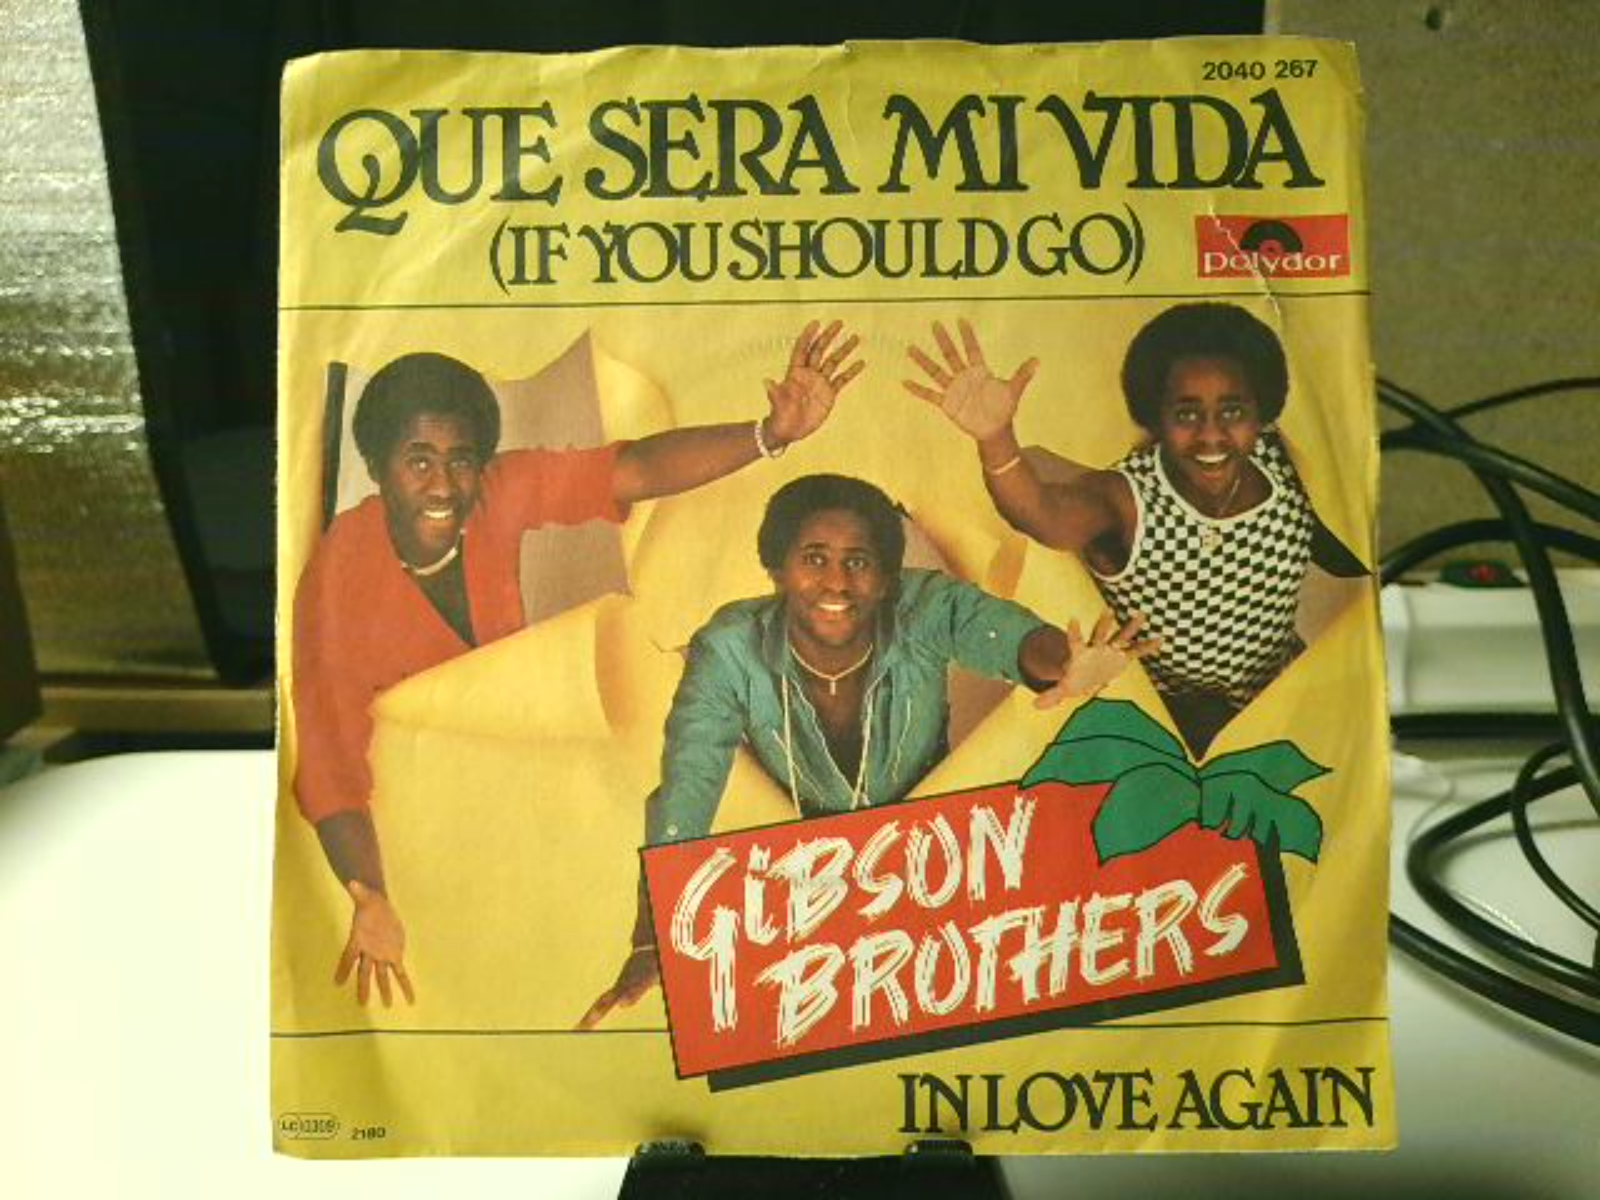 2040 267
QUE SERA MI VIDA
(IF YOU SHOULD GO)
polydor
GiBSON
BROTHERS
IN LOVE AGAIN
LC 0309 2180